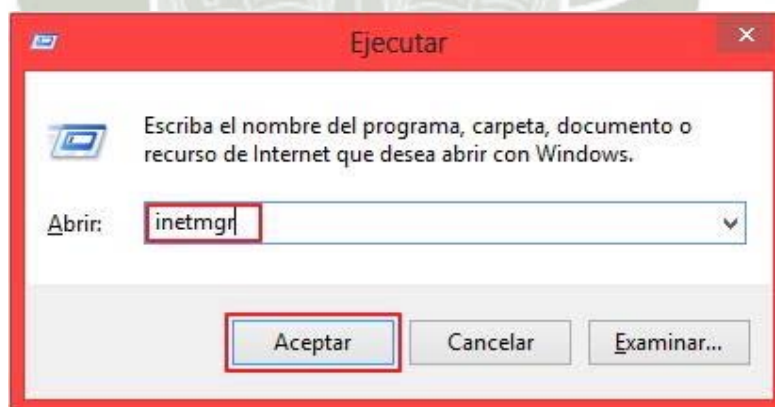 Ejecutar
Escriba el nombre del programa, carpeta, documento o
recurso de Internet que desea abrir con Windows.
Abrir: inetmgr
Aceptar Cancelar Examinar...